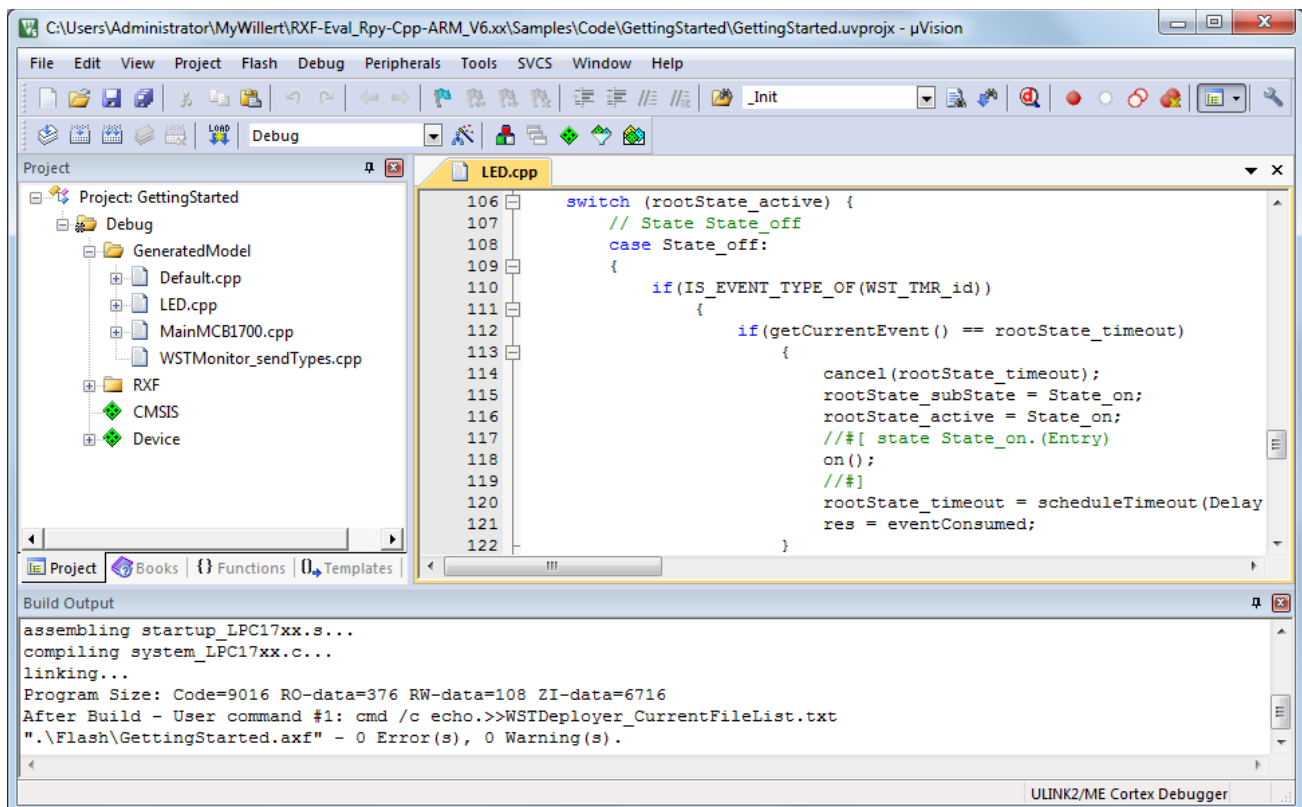 C:\Users\Administrator\MyWillert\RXF-Eval_Rpy-Cpp-ARM_V6.xx\Samples\Code\GettingStarted\GettingStarted.uvprojx - µVision
File Edit View Project Flash Debug Peripherals Tools SVCS Window Help
_Init
LOAD Debug
Project
Project: GettingStarted
Debug
GeneratedModel
Default.cpp
LED.cpp
MainMCB1700.cpp
WSTMonitor_sendTypes.cpp
RXF
CMSIS
Device
Project Books {} Functions Templates
LED.cpp
106 switch (rootState_active) {
107 // State State_off
108 case State_off:
109 {
110 if(IS_EVENT_TYPE_OF(WST_TMR_id))
111 {
112 if(getCurrentEvent() == rootState_timeout)
113 {
114 cancel(rootState_timeout);
115 rootState_subState = State_on;
116 rootState_active = State_on;
117 //#[ state State_on.(Entry)
118 on();
119 //#]
120 rootState_timeout = scheduleTimeout(Delay
121 res = eventConsumed;
122 }
Build Output
assembling startup_LPC17xx.s...
compiling system_LPC17xx.c...
linking...
Program Size: Code=9016 RO-data=376 RW-data=108 ZI-data=6716
After Build - User command #1: cmd /c echo.>>WSTDeployer_CurrentFileList.txt
".\Flash\GettingStarted.axf" - 0 Error(s), 0 Warning(s).
ULINK2/ME Cortex Debugger